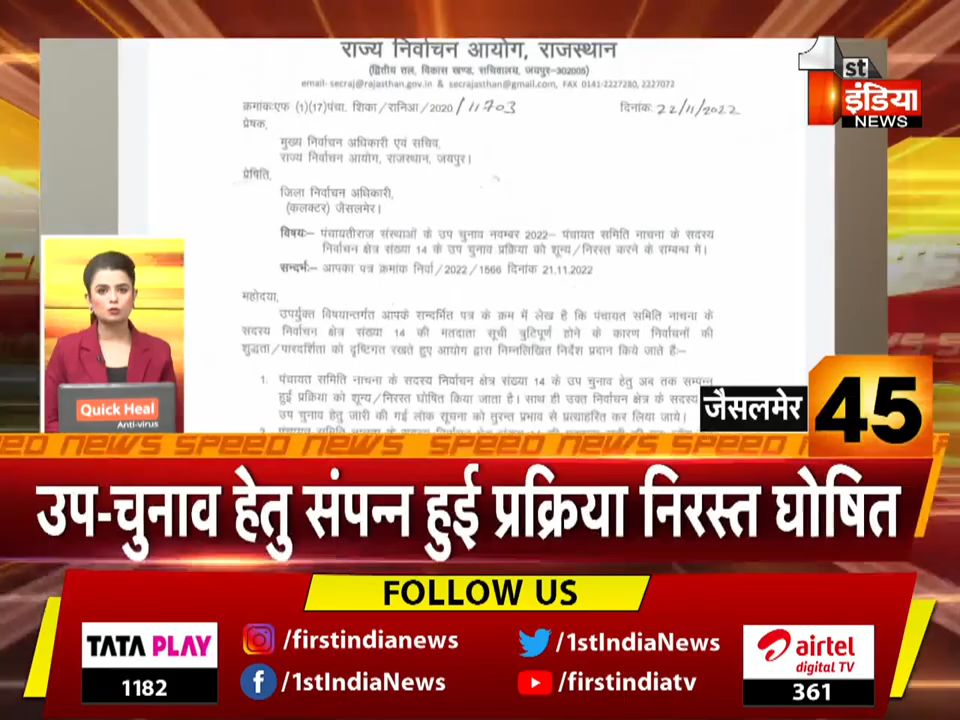 राज्य निर्वाचन आयोग, राजस्थान
(द्वितीय तल, विकास खण्ड, सचिवालय, जयपुर-302005)
email- secraj@rajasthan.gov.in & secrajasthan@gmail.com, FAX 0141-2227280, 2227072
क्रमांकःएफ (1)(17)पंचा. शिका/रानिआ/2020/11703 दिनांकः 22/11/2022
प्रेषक,
मुख्य निर्वाचन अधिकारी एवं सचिव,
राज्य निर्वाचन आयोग, राजस्थान, जयपुर।
प्रेषिति,
जिला निर्वाचन अधिकारी,
(कलक्टर) जैसलमेर।
विषयः- पंचायतीराज संस्थाओं के उप चुनाव नवम्बर 2022- पंचायत समिति नाचना के सदस्य
निर्वाचन क्षेत्र संख्या 14 के उप चुनाव प्रक्रिया को शून्य/निरस्त करने के सम्बन्ध में।
सन्दर्भः- आपका पत्र क्रमांक निर्वा/2022/1566 दिनांक 21.11.2022
महोदया,
उपर्युक्त विषयान्तर्गत आपके सन्दर्भित पत्र के क्रम में लेख है कि पंचायत समिति नाचना के
सदस्य निर्वाचन क्षेत्र संख्या 14 की मतदाता सूची त्रुटिपूर्ण होने के कारण निर्वाचनों की
शुद्धता/पारदर्शिता को दृष्टिगत रखते हुए आयोग द्वारा निम्नलिखित निर्देश प्रदान किये जाते हैः-
1. पंचायत समिति नाचना के सदस्य निर्वाचन क्षेत्र संख्या 14 के उप चुनाव हेतु अब तक सम्पन्न
हुई प्रक्रिया को शून्य/निरस्त घोषित किया जाता है। साथ ही उक्त निर्वाचन क्षेत्र के सदस्य
उप चुनाव हेतु जारी की गई लोक सूचना को तुरन्त प्रभाव से प्रत्याहरित कर लिया जाये।
1st
इंडिया
NEWS
Quick Heal
Anti-virus
जैसलमेर
45
SPEED NEWS SPEED NEWS SPEED NEWS SPEED
उप-चुनाव हेतु संपन्न हुई प्रक्रिया निरस्त घोषित
FOLLOW US
TATA PLAY
1182
/firstindianews
/1stIndiaNews
/1stIndiaNews
/firstindiatv
airtel
digital TV
361